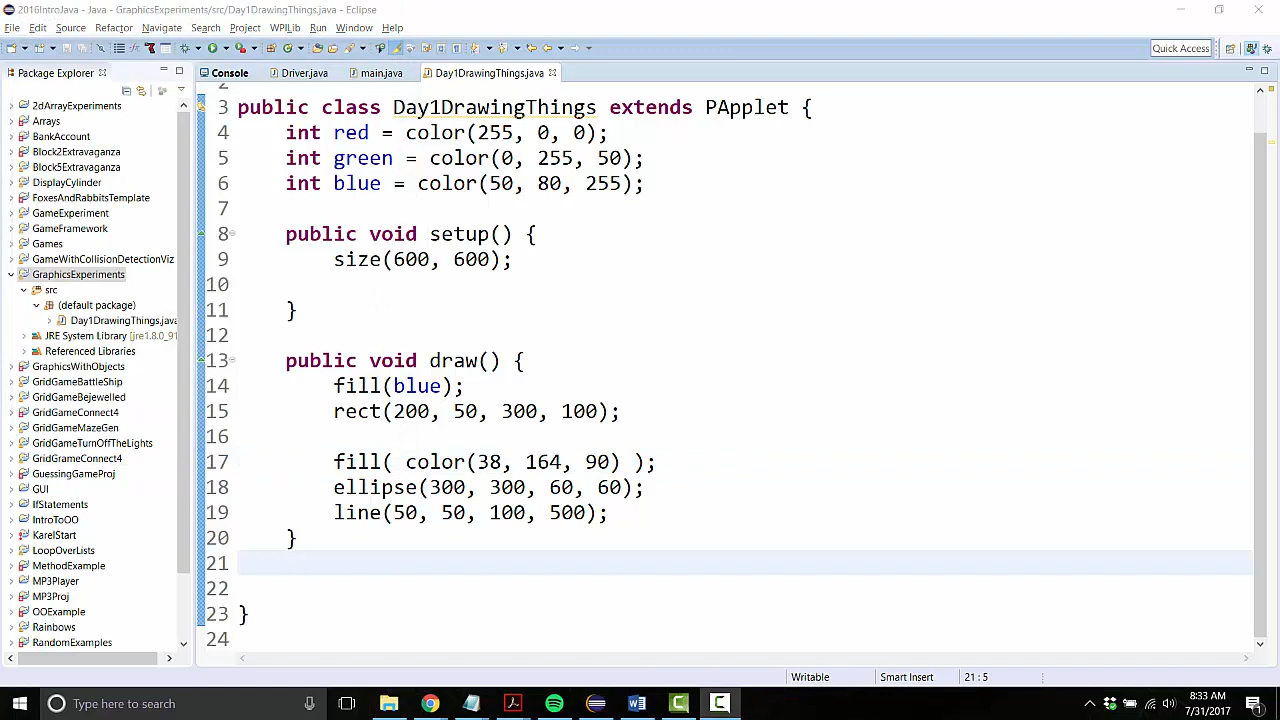 2016IntroJava - Java - GraphicsExperiments/src/Day1DrawingThings.java - Eclipse
File Edit Source Refactor Navigate Search Project WPILib Run Window Help
Quick Access
Package Explorer
Console Driver.java main.java Day1DrawingThings.java
2dArrayExperiments
Arrays
BankAccount
Block2Extravaganza
Block5Extravaganza
DisplayCylinder
FoxesAndRabbitsTemplate
GameExperiment
GameFramework
Games
GameWithCollisionDetectionViz
GraphicsExperiments
src
(default package)
Day1DrawingThings.java
JRE System Library [jre1.8.0_91
Referenced Libraries
GraphicsWithObjects
GridGameBattleShip
GridGameBejewelled
GridGameConnect4
GridGameMazeGen
GridGameTurnOffTheLights
GridGrameConnect4
GuessingGameProj
GUI
IfStatements
IntroToOO
KarelStart
LoopOverLists
MethodExample
MP3Player
MP3Proj
OOExample
Rainbows
RandomExamples
2
3 public class Day1DrawingThings extends PApplet {
4 int red = color(255, 0, 0);
5 int green = color(0, 255, 50);
6 int blue = color(50, 80, 255);
7
8 public void setup() {
9 size(600, 600);
10
11 }
12
13 public void draw() {
14 fill(blue);
15 rect(200, 50, 300, 100);
16
17 fill( color(38, 164, 90) );
18 ellipse(300, 300, 60, 60);
19 line(50, 50, 100, 500);
20 }
21
22
23 }
24
Writable Smart Insert 21 : 5
Type here to search
8:33 AM
7/31/2017